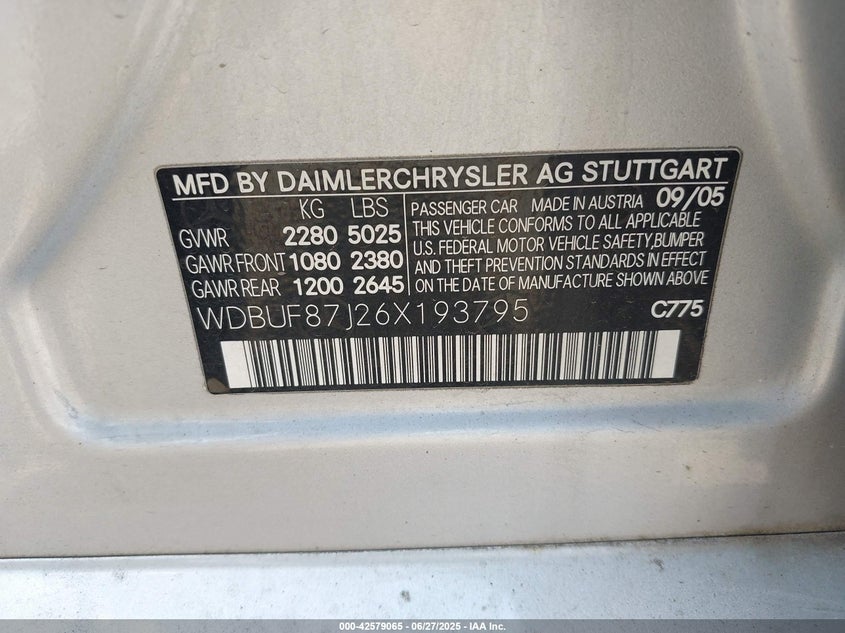 MFD BY DAIMLERCHRYSLER AG STUTTGART
KG LBS
GVWR 2280 5025
GAWR FRONT 1080 2380
GAWR REAR 1200 2645
PASSENGER CAR MADE IN AUSTRIA 09/05
THIS VEHICLE CONFORMS TO ALL APPLICABLE
U.S. FEDERAL MOTOR VEHICLE SAFETY,BUMPER
AND THEFT PREVENTION STANDARDS IN EFFECT
ON THE DATE OF MANUFACTURE SHOWN ABOVE
WDBUF87J26X193795 C775
000-42579065 - 06/27/2025 - IAA Inc.